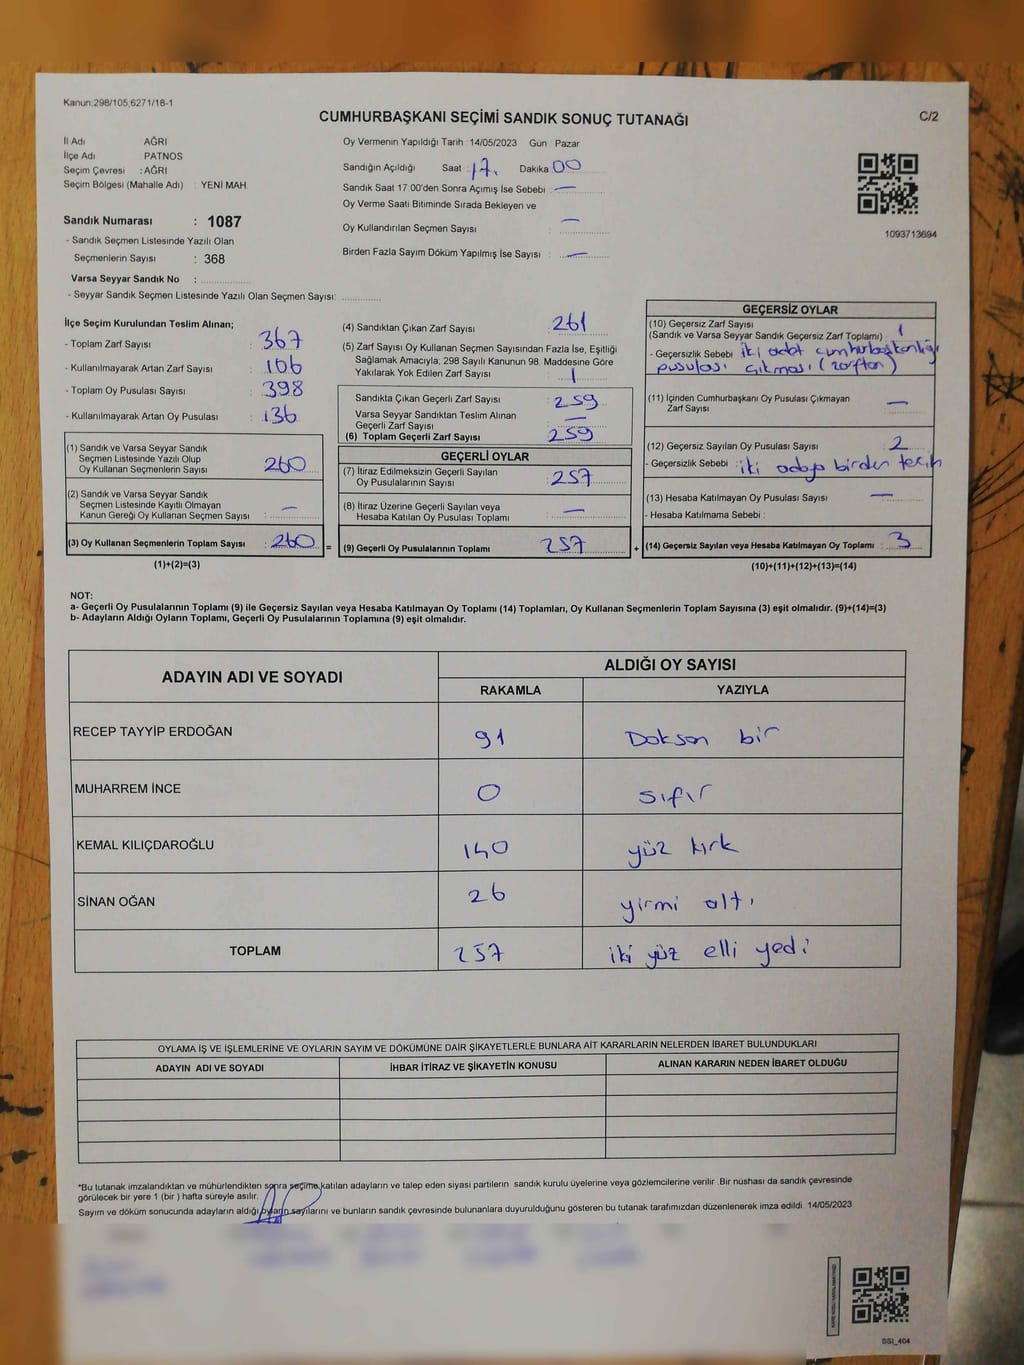 Kanun;298/105,6271/18-1
CUMHURBAŞKANI SEÇİMİ SANDIK SONUÇ TUTANAĞI
C/2
İl Adı AĞRI
İlçe Adı PATNOS
Seçim Çevresi : AĞRI
Seçim Bölgesi (Mahalle Adı) : YENİ MAH.
Sandık Numarası : 1087
- Sandık Seçmen Listesinde Yazılı Olan
Seçmenlerin Sayısı : 368
Varsa Seyyar Sandık No :
- Seyyar Sandık Seçmen Listesinde Yazılı Olan Seçmen Sayısı:
Oy Vermenin Yapıldığı Tarih : 14/05/2023 Gün Pazar
Sandığın Açıldığı Saat : 17. Dakika 00
Sandık Saat 17:00'den Sonra Açımış İse Sebebi : —
Oy Verme Saati Bitiminde Sırada Bekleyen ve
Oy Kullandırılan Seçmen Sayısı : —
Birden Fazla Sayım Döküm Yapılmış İse Sayısı : —
1093713694
İlçe Seçim Kurulundan Teslim Alınan;
- Toplam Zarf Sayısı : 367
- Kullanılmayarak Artan Zarf Sayısı : 106
- Toplam Oy Pusulası Sayısı : 398
- Kullanılmayarak Artan Oy Pusulası : 136
(1) Sandık ve Varsa Seyyar Sandık
Seçmen Listesinde Yazılı Olup
Oy Kullanan Seçmenlerin Sayısı : 260
(2) Sandık ve Varsa Seyyar Sandık
Seçmen Listesinde Kayıtlı Olmayan
Kanun Gereği Oy Kullanan Seçmen Sayısı : —
(3) Oy Kullanan Seçmenlerin Toplam Sayısı : 260
(1)+(2)=(3)
=
(4) Sandıktan Çıkan Zarf Sayısı : 261
(5) Zarf Sayısı Oy Kullanan Seçmen Sayısından Fazla İse, Eşitliği
Sağlamak Amacıyla; 298 Sayılı Kanunun 98. Maddesine Göre
Yakılarak Yok Edilen Zarf Sayısı : 1
Sandıkta Çıkan Geçerli Zarf Sayısı : 259
Varsa Seyyar Sandıktan Teslim Alınan
Geçerli Zarf Sayısı : —
(6) Toplam Geçerli Zarf Sayısı : 259
GEÇERLİ OYLAR
(7) İtiraz Edilmeksizin Geçerli Sayılan
Oy Pusulalarının Sayısı : 257
(8) İtiraz Üzerine Geçerli Sayılan veya
Hesaba Katılan Oy Pusulası Toplamı : —
(9) Geçerli Oy Pusulalarının Toplamı : 257
+
GEÇERSİZ OYLAR
(10) Geçersiz Zarf Sayısı
(Sandık ve Varsa Seyyar Sandık Geçersiz Zarf Toplamı) : 1
- Geçersizlik Sebebi : iki adet cumhurbaşkanlığı
pusulası çıkması (zarftan)
(11) İçinden Cumhurbaşkanı Oy Pusulası Çıkmayan
Zarf Sayısı : —
(12) Geçersiz Sayılan Oy Pusulası Sayısı : 2
- Geçersizlik Sebebi : iki adaya birden tercih
(13) Hesaba Katılmayan Oy Pusulası Sayısı : —
- Hesaba Katılmama Sebebi :
(14) Geçersiz Sayılan veya Hesaba Katılmayan Oy Toplamı : 3
(10)+(11)+(12)+(13)=(14)
NOT:
a- Geçerli Oy Pusulalarının Toplamı (9) ile Geçersiz Sayılan veya Hesaba Katılmayan Oy Toplamı (14) Toplamları, Oy Kullanan Seçmenlerin Toplam Sayısına (3) eşit olmalıdır. (9)+(14)=(3)
b- Adayların Aldığı Oyların Toplamı, Geçerli Oy Pusulalarının Toplamına (9) eşit olmalıdır.
ADAYIN ADI VE SOYADI
ALDIĞI OY SAYISI
RAKAMLA YAZIYLA
RECEP TAYYİP ERDOĞAN 91 Doksan bir
MUHARREM İNCE 0 sıfır
KEMAL KILIÇDAROĞLU 140 yüz kırk
SİNAN OĞAN 26 yirmi altı
TOPLAM 257 iki yüz elli yedi
OYLAMA İŞ VE İŞLEMLERİNE VE OYLARIN SAYIM VE DÖKÜMÜNE DAİR ŞİKAYETLERLE BUNLARA AİT KARARLARIN NELERDEN İBARET BULUNDUKLARI
ADAYIN ADI VE SOYADI İHBAR İTİRAZ VE ŞİKAYETİN KONUSU ALINAN KARARIN NEDEN İBARET OLDUĞU
*Bu tutanak imzalandıktan ve mühürlendikten sonra seçime katılan adayların ve talep eden siyasi partilerin sandık kurulu üyelerine veya gözlemcilerine verilir .Bir nüshası da sandık çevresinde
görülecek bir yere 1 (bir ) hafta süreyle asılır.
Sayım ve döküm sonucunda adayların aldığı oyların sayılarını ve bunların sandık çevresinde bulunanlara duyurulduğunu gösteren bu tutanak tarafımızdan düzenlenerek imza edildi. 14/05/2023
SSI_404